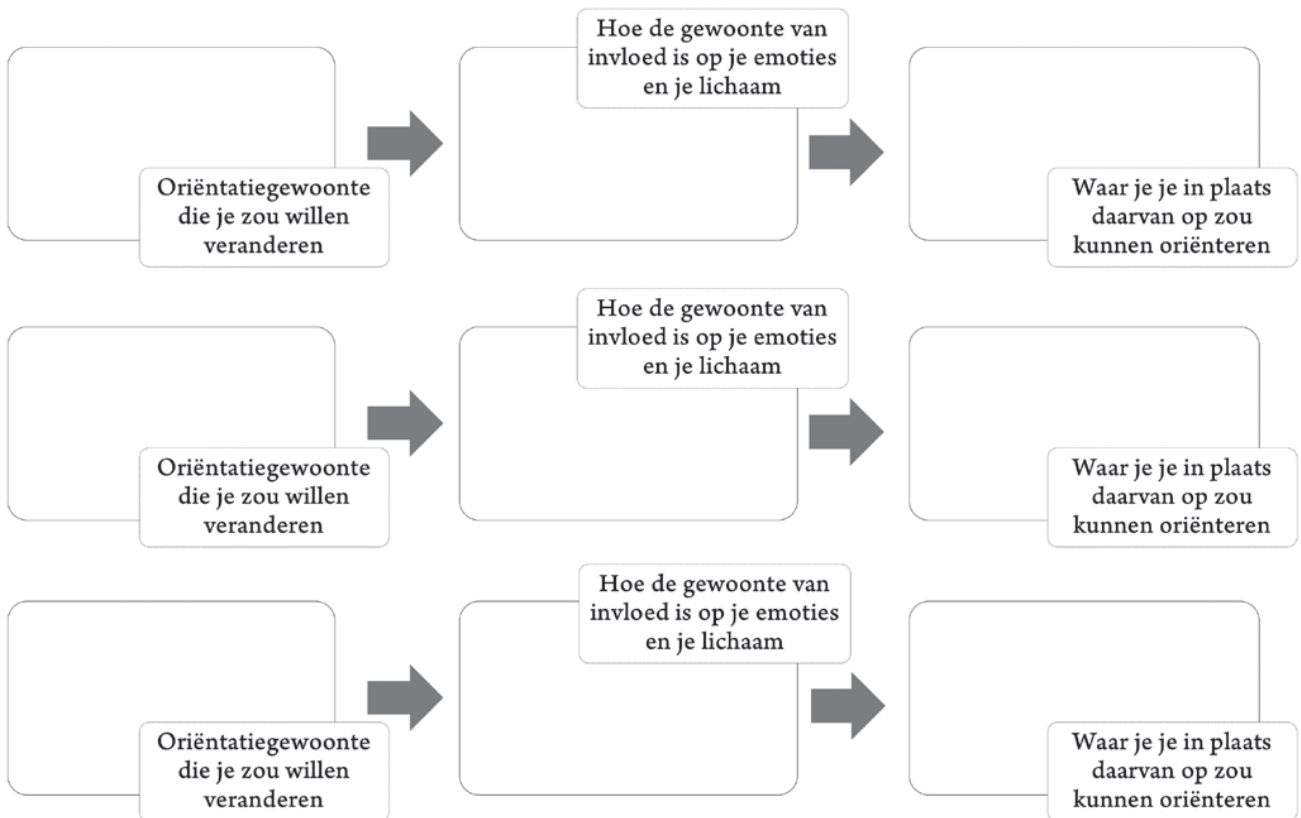 Hoe de gewoonte van
invloed is op je emoties
en je lichaam
Oriëntatiegewoonte
die je zou willen
veranderen
Waar je je in plaats
daarvan op zou
kunnen oriënteren
Hoe de gewoonte van
invloed is op je emoties
en je lichaam
Oriëntatiegewoonte
die je zou willen
veranderen
Waar je je in plaats
daarvan op zou
kunnen oriënteren
Hoe de gewoonte van
invloed is op je emoties
en je lichaam
Oriëntatiegewoonte
die je zou willen
veranderen
Waar je je in plaats
daarvan op zou
kunnen oriënteren